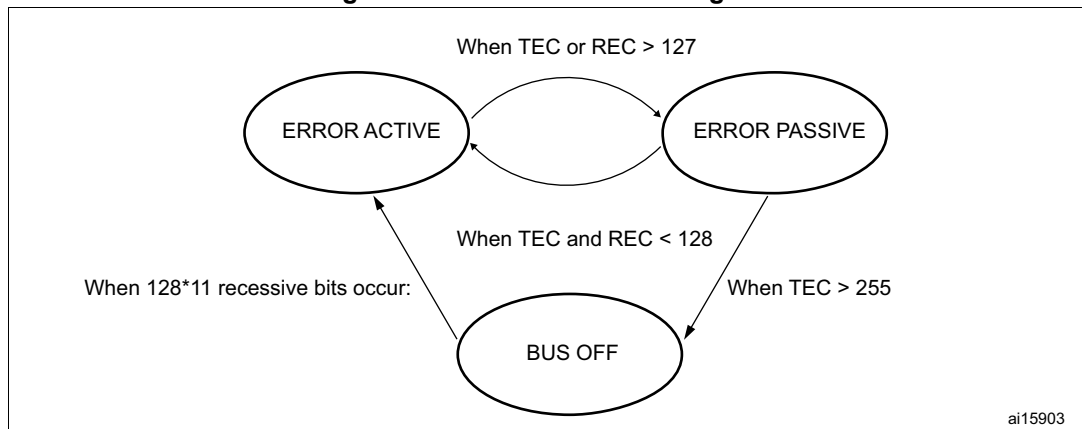 When TEC or REC > 127
ERROR ACTIVE
ERROR PASSIVE
When TEC and REC < 128
When 128*11 recessive bits occur:
When TEC > 255
BUS OFF
ai15903